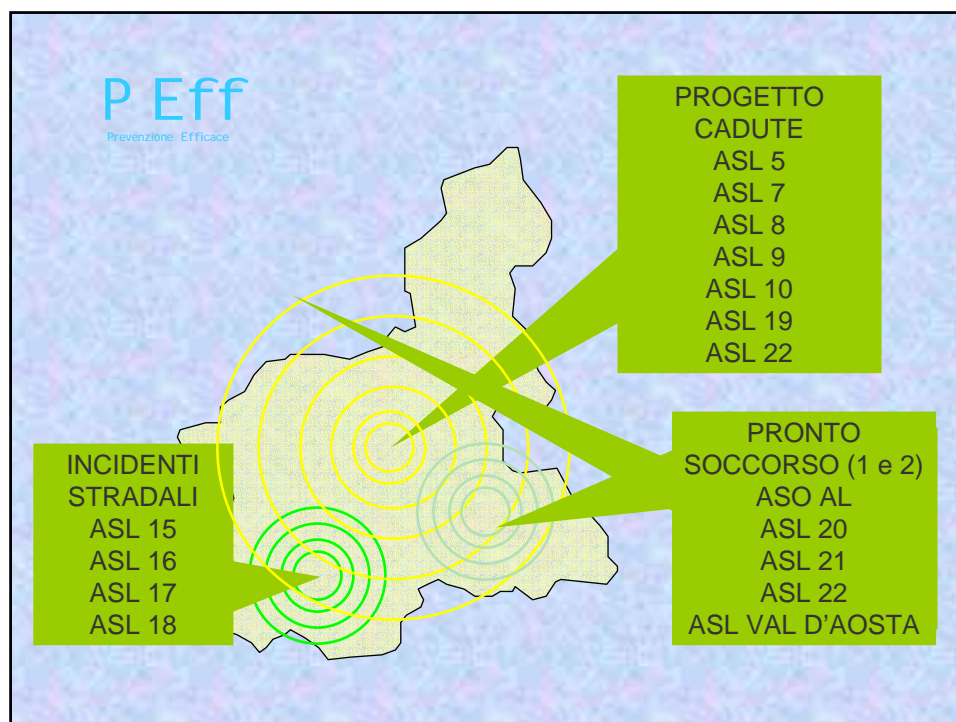 P Eff
Prevenzione Efficace
PROGETTO
CADUTE
ASL 5
ASL 7
ASL 8
ASL 9
ASL 10
ASL 19
ASL 22
INCIDENTI
STRADALI
ASL 15
ASL 16
ASL 17
ASL 18
PRONTO
SOCCORSO (1 e 2)
ASO AL
ASL 20
ASL 21
ASL 22
ASL VAL D'AOSTA